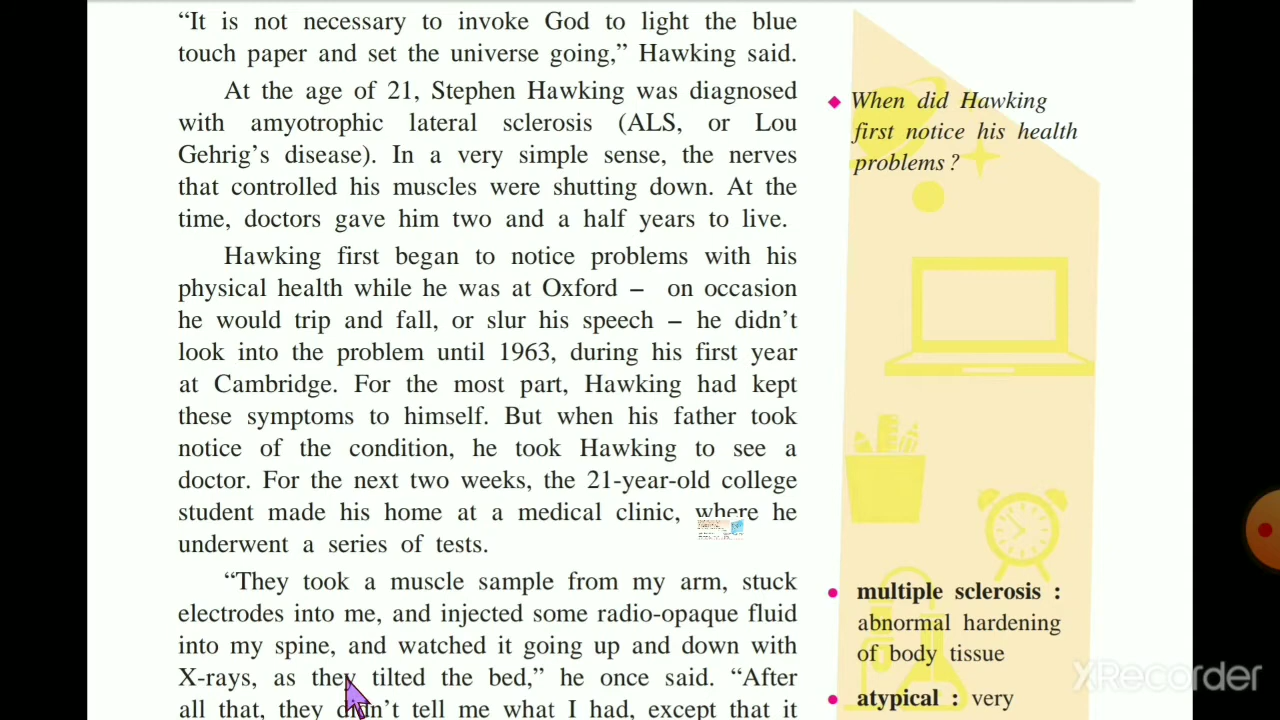 “It is not necessary to invoke God to light the blue
touch paper and set the universe going,” Hawking said.
At the age of 21, Stephen Hawking was diagnosed
with amyotrophic lateral sclerosis (ALS, or Lou
Gehrig’s disease). In a very simple sense, the nerves
that controlled his muscles were shutting down. At the
time, doctors gave him two and a half years to live.
Hawking first began to notice problems with his
physical health while he was at Oxford – on occasion
he would trip and fall, or slur his speech – he didn’t
look into the problem until 1963, during his first year
at Cambridge. For the most part, Hawking had kept
these symptoms to himself. But when his father took
notice of the condition, he took Hawking to see a
doctor. For the next two weeks, the 21-year-old college
student made his home at a medical clinic, where he
underwent a series of tests.
“They took a muscle sample from my arm, stuck
electrodes into me, and injected some radio-opaque fluid
into my spine, and watched it going up and down with
X-rays, as they tilted the bed,” he once said. “After
all that, they didn’t tell me what I had, except that it
◆ When did Hawking
first notice his health
problems ?
● multiple sclerosis :
abnormal hardening
of body tissue
● atypical : very
XRecorder